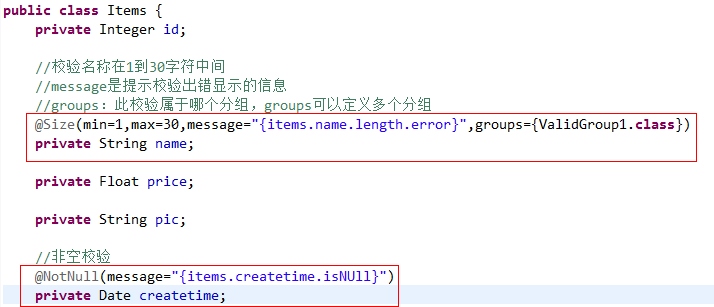 public class Items {
private Integer id;
//校验名称在1到30字符中间
//message是提示校验出错显示的信息
//groups：此校验属于哪个分组，groups可以定义多个分组
@Size(min=1,max=30,message="{items.name.length.error}",groups={ValidGroup1.class})
private String name;
private Float price;
private String pic;
//非空校验
@NotNull(message="{items.createtime.isNUll}")
private Date createtime;